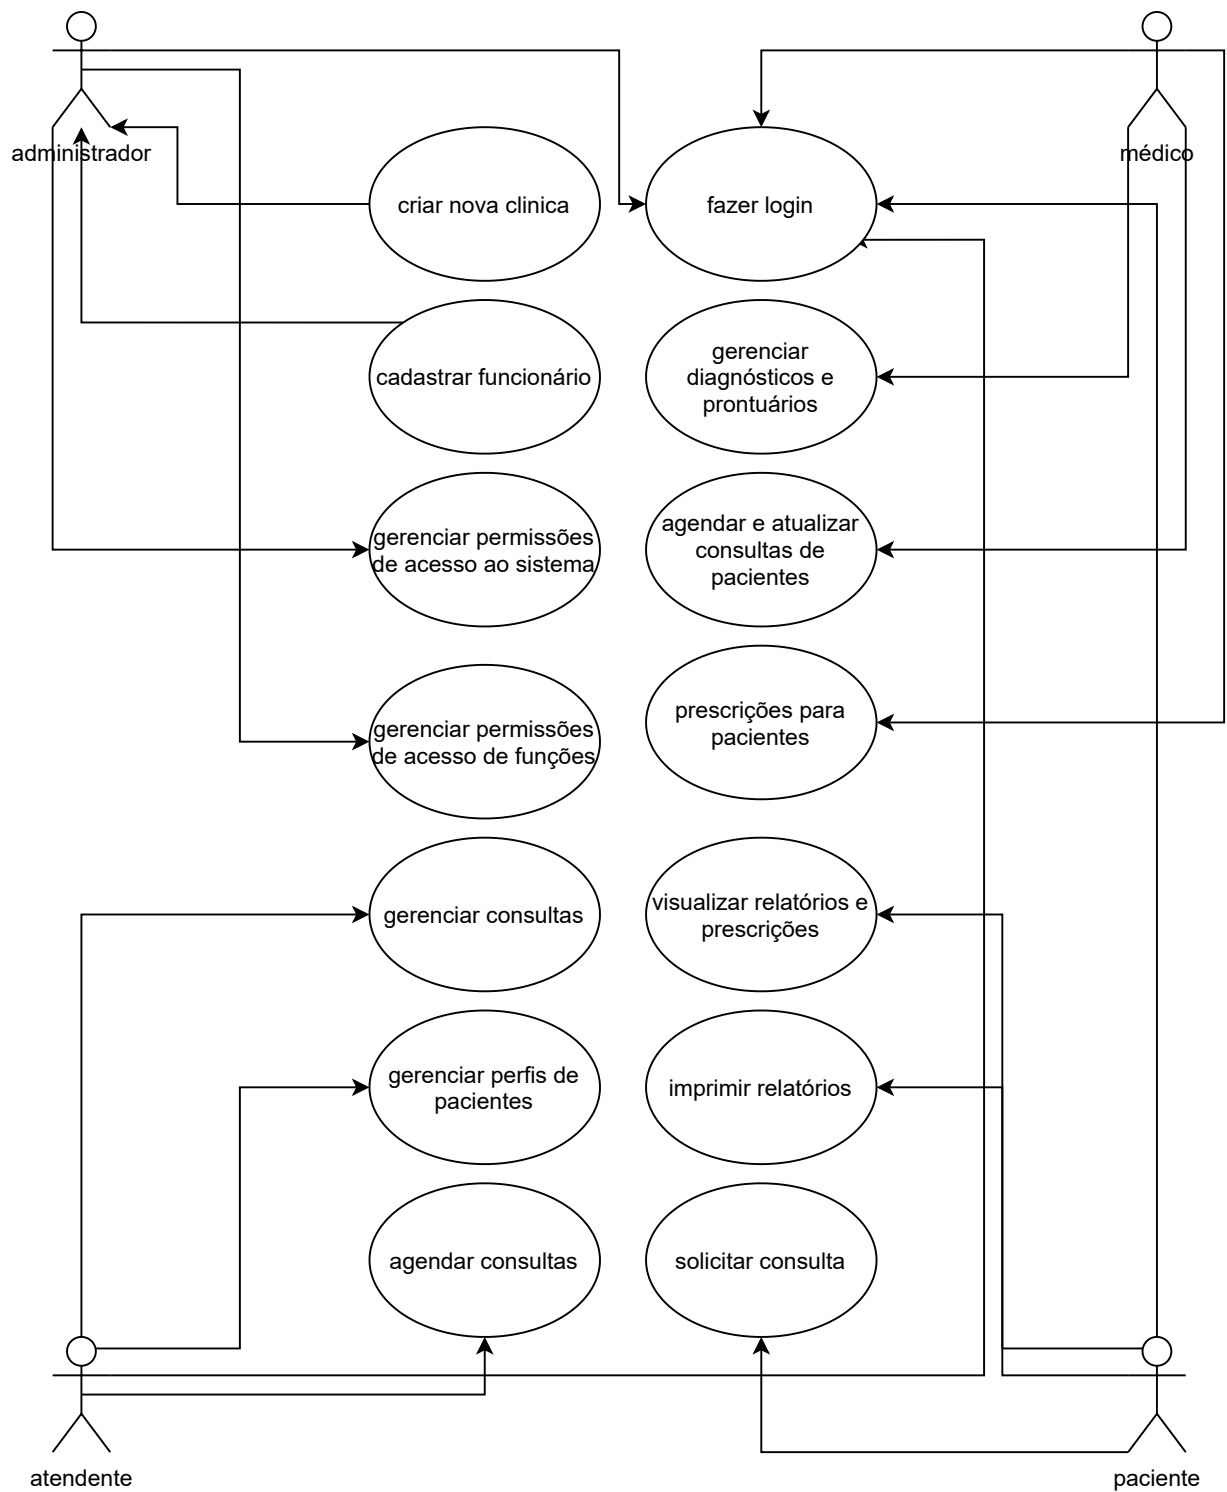 administrador
médico
criar nova clinica
fazer login
cadastrar funcionário
gerenciar
diagnósticos e
prontuários
gerenciar permissões
de acesso ao sistema
agendar e atualizar
consultas de
pacientes
gerenciar permissões
de acesso de funções
prescrições para
pacientes
gerenciar consultas
visualizar relatórios e
prescrições
gerenciar perfis de
pacientes
imprimir relatórios
agendar consultas
solicitar consulta
atendente
paciente